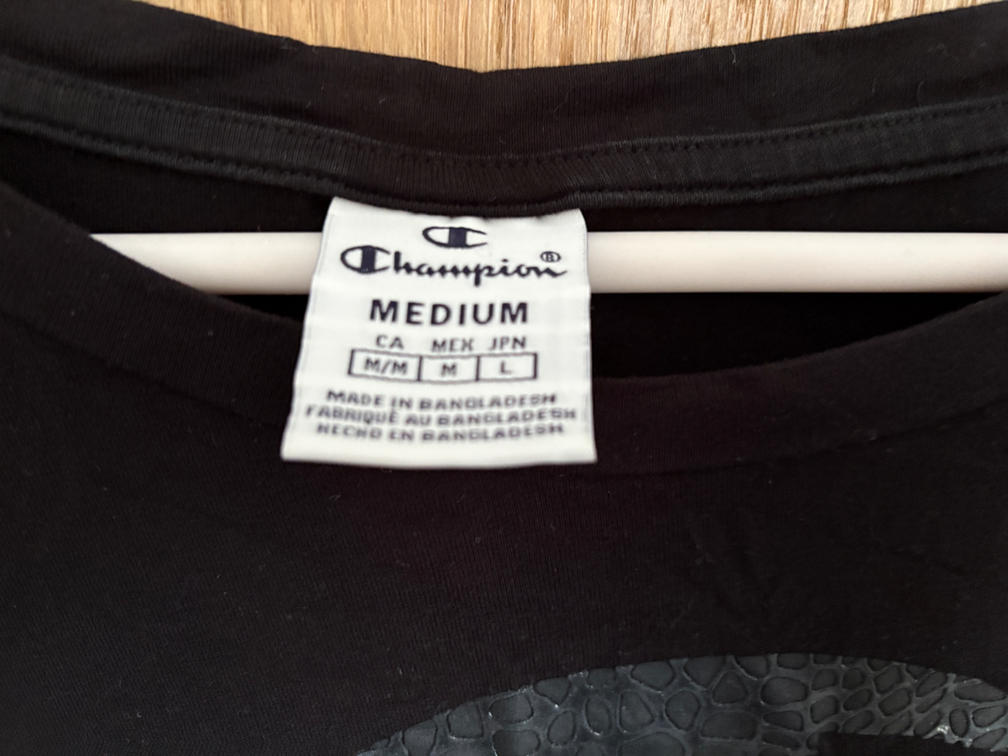 Champion®
MEDIUM
CA MEX JPN
M/M M L
MADE IN BANGLADESH
FABRIQUÉ AU BANGLADESH
HECHO EN BANGLADESH